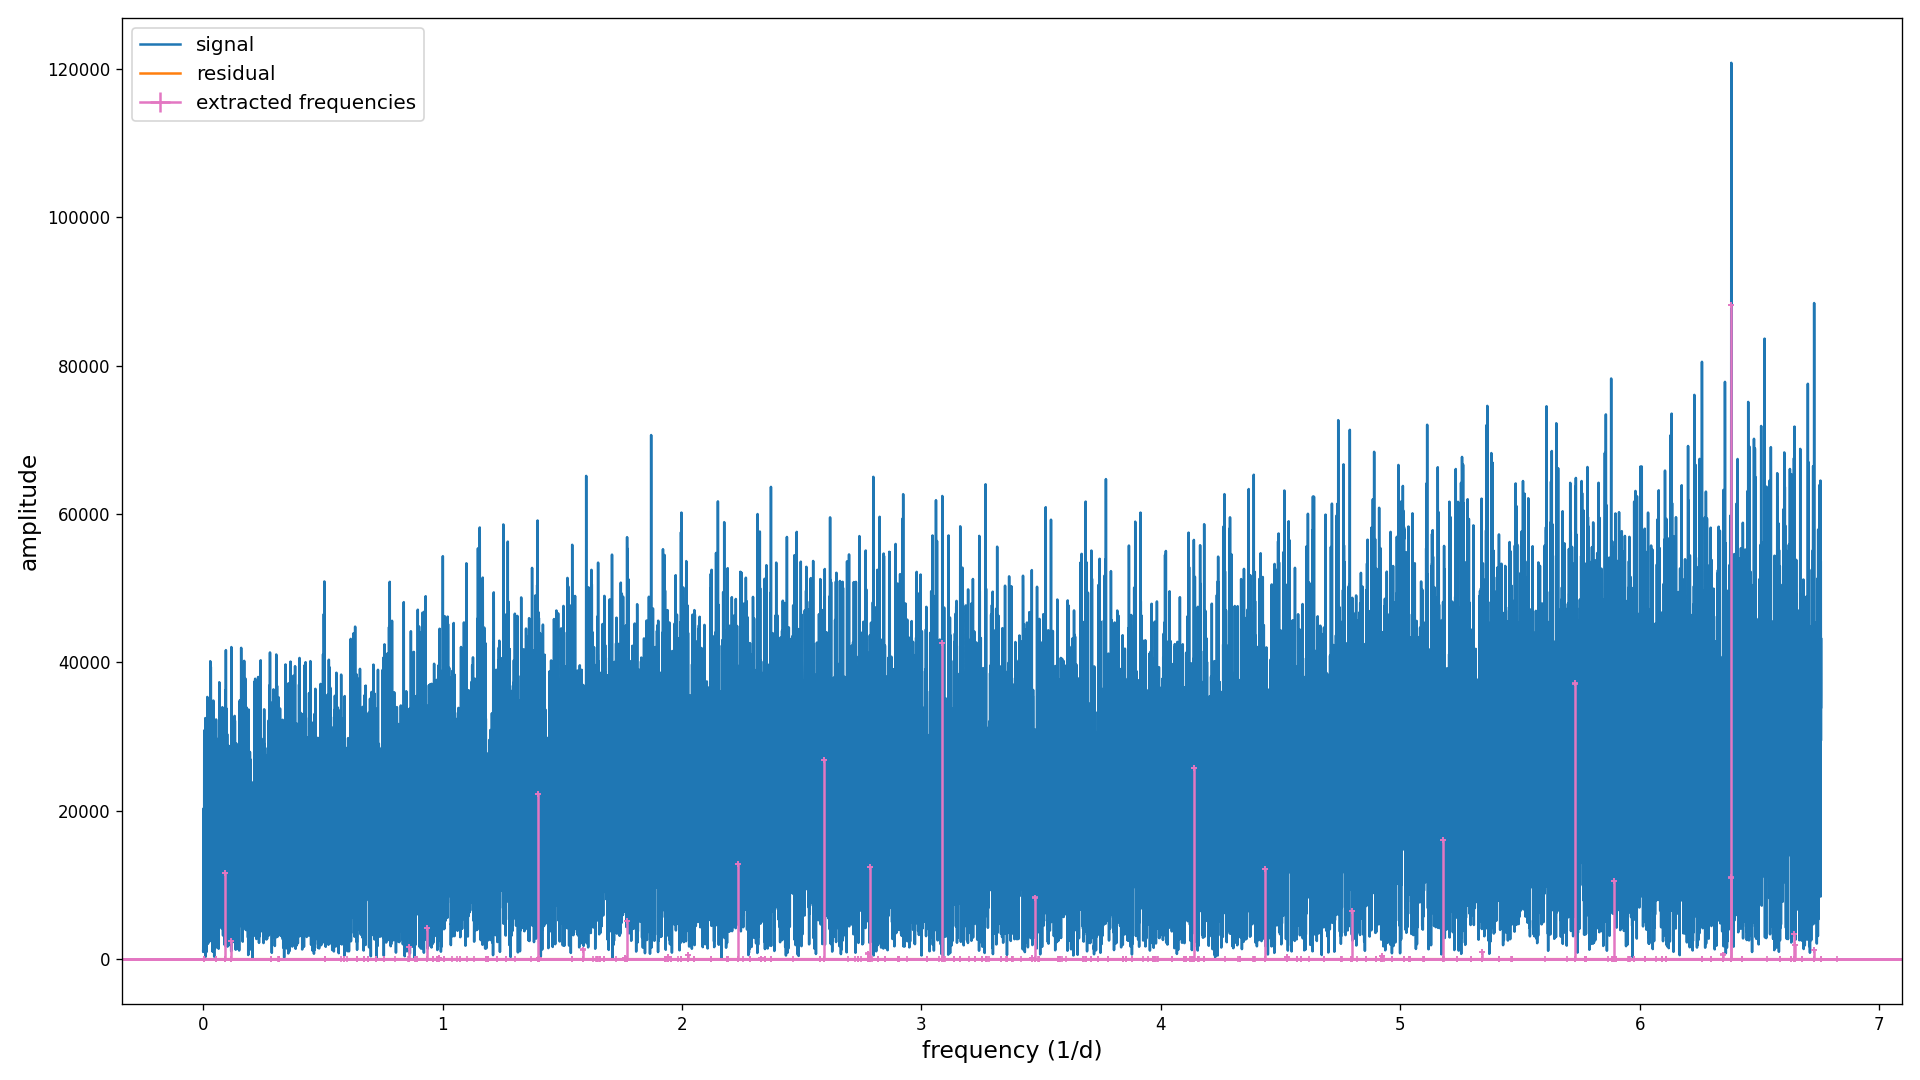 signal
residual
extracted frequencies
120000
100000
80000
60000
40000
20000
0
amplitude
0 1 2 3 4 5 6 7
frequency (1/d)